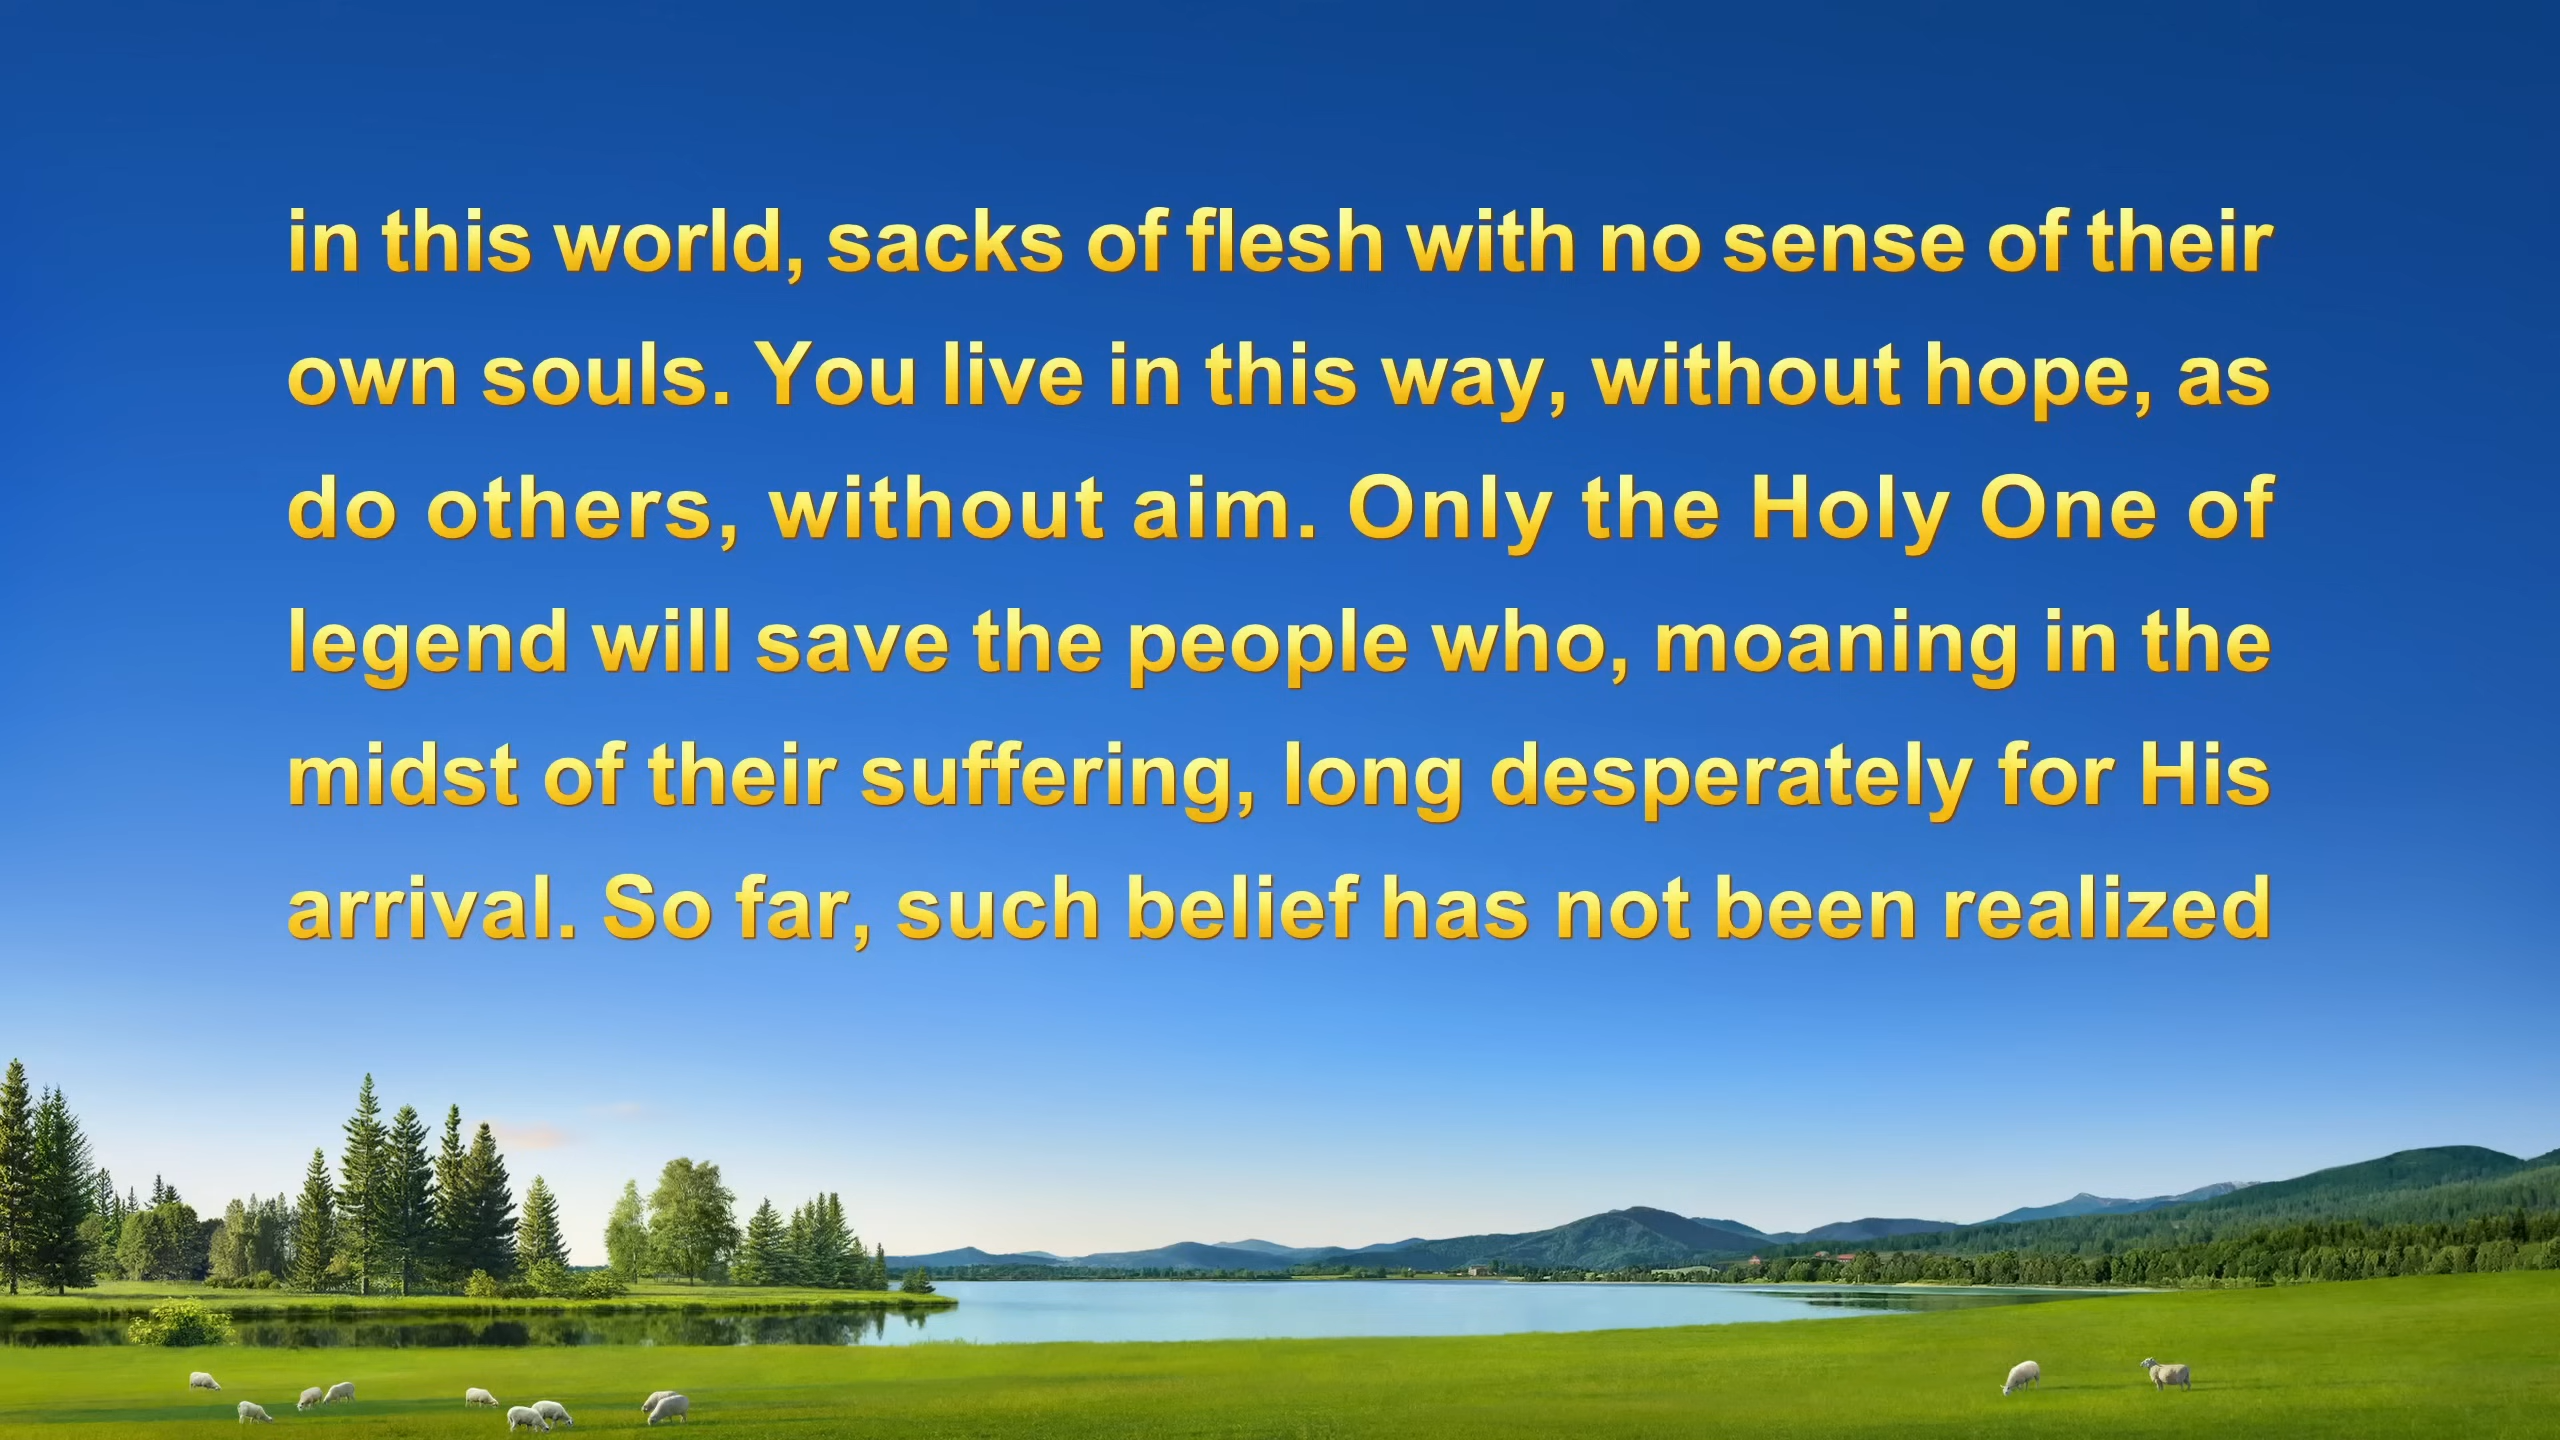 in this world, sacks of flesh with no sense of their
own souls. You live in this way, without hope, as
do others, without aim. Only the Holy One of
legend will save the people who, moaning in the
midst of their suffering, long desperately for His
arrival. So far, such belief has not been realized